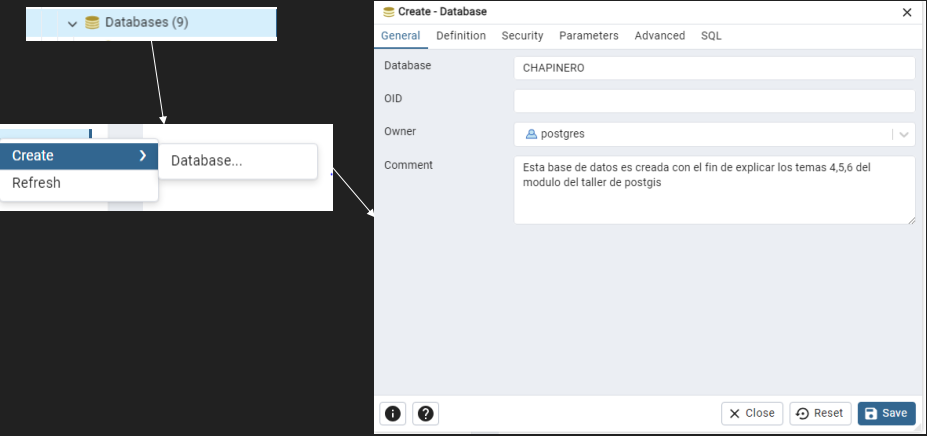 Databases (9)
Create
Database...
Refresh
Create - Database
General Definition Security Parameters Advanced SQL
Database CHAPINERO
OID
Owner postgres
Comment Esta base de datos es creada con el fin de explicar los temas 4,5,6 del
modulo del taller de postgis
Close Reset Save